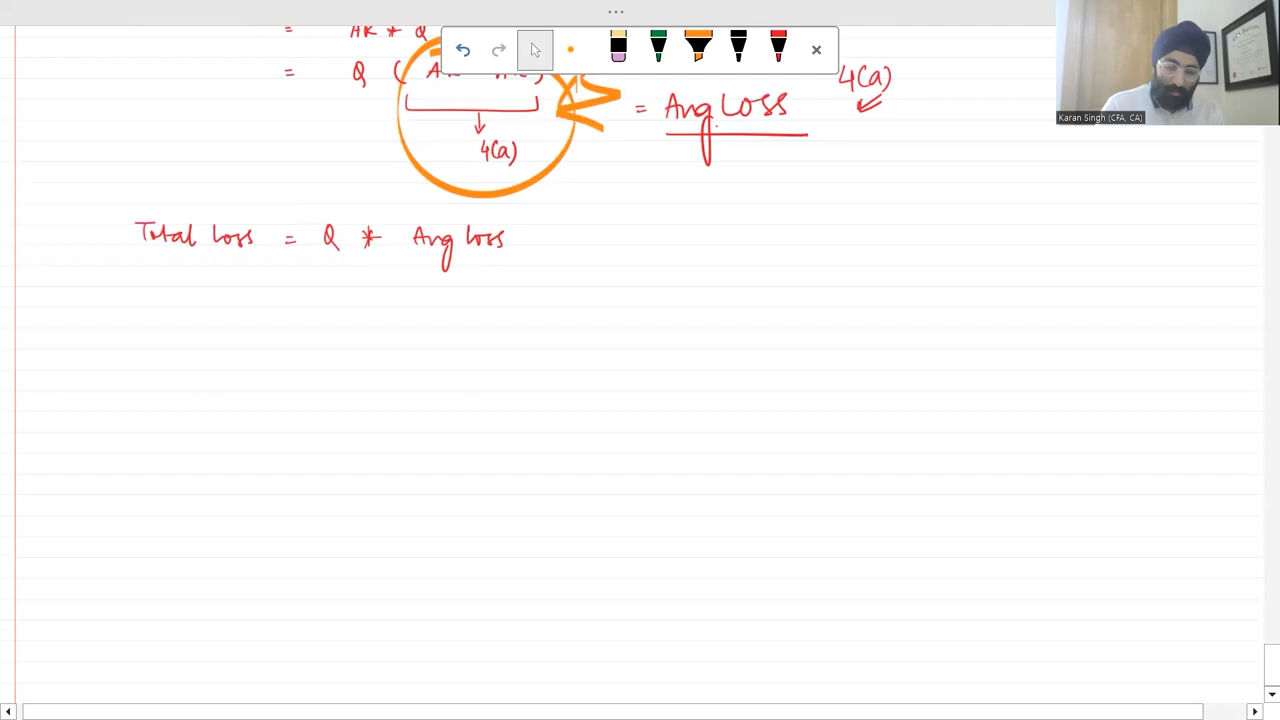 = AR * Q
= Q (
4(a)
= Avg Loss
4(a)
Total Loss = Q * Avg loss
Karan Singh (CFA, CA)